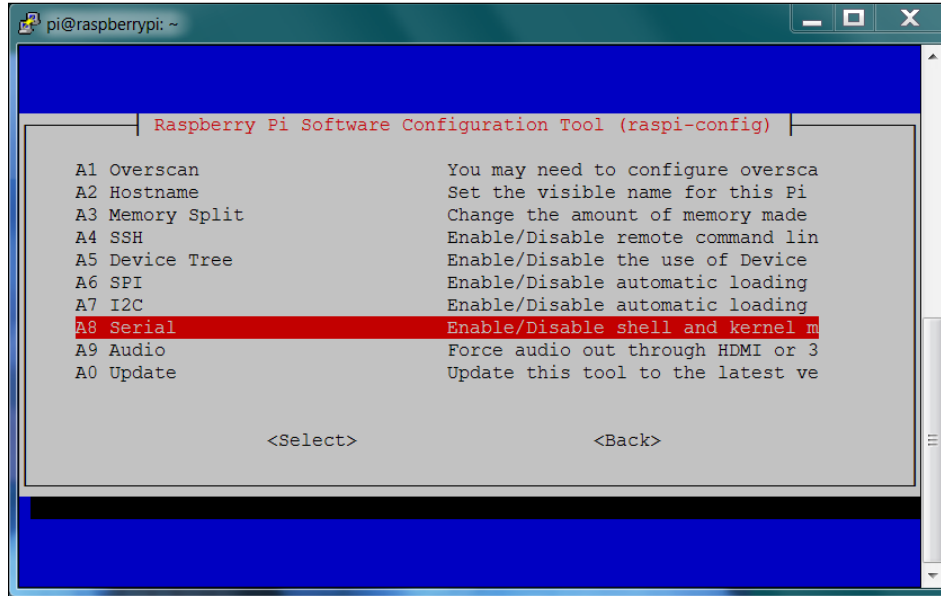 pi@raspberrypi: ~
Raspberry Pi Software Configuration Tool (raspi-config)
A1 Overscan You may need to configure oversca
A2 Hostname Set the visible name for this Pi
A3 Memory Split Change the amount of memory made
A4 SSH Enable/Disable remote command lin
A5 Device Tree Enable/Disable the use of Device
A6 SPI Enable/Disable automatic loading
A7 I2C Enable/Disable automatic loading
A8 Serial Enable/Disable shell and kernel m
A9 Audio Force audio out through HDMI or 3
A0 Update Update this tool to the latest ve
<Select> <Back>